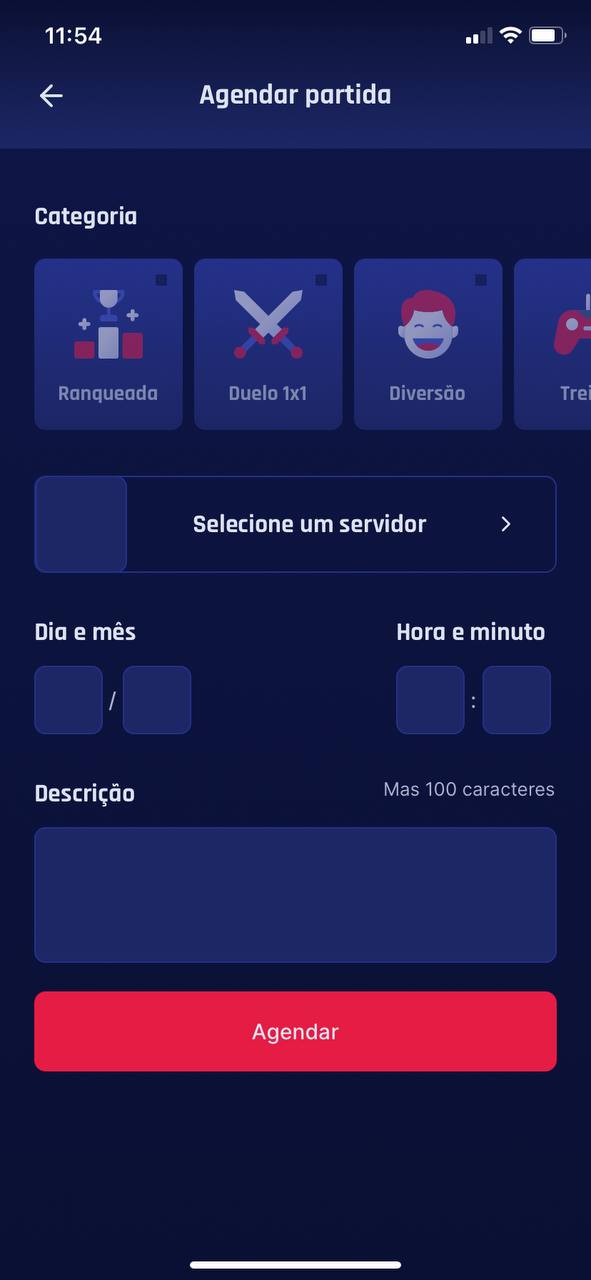 11:54
Agendar partida
Categoria
Ranqueada
Duelo 1x1
Diversão
Trei
Selecione um servidor
Dia e mês
Hora e minuto
/
:
Descrição
Mas 100 caracteres
Agendar